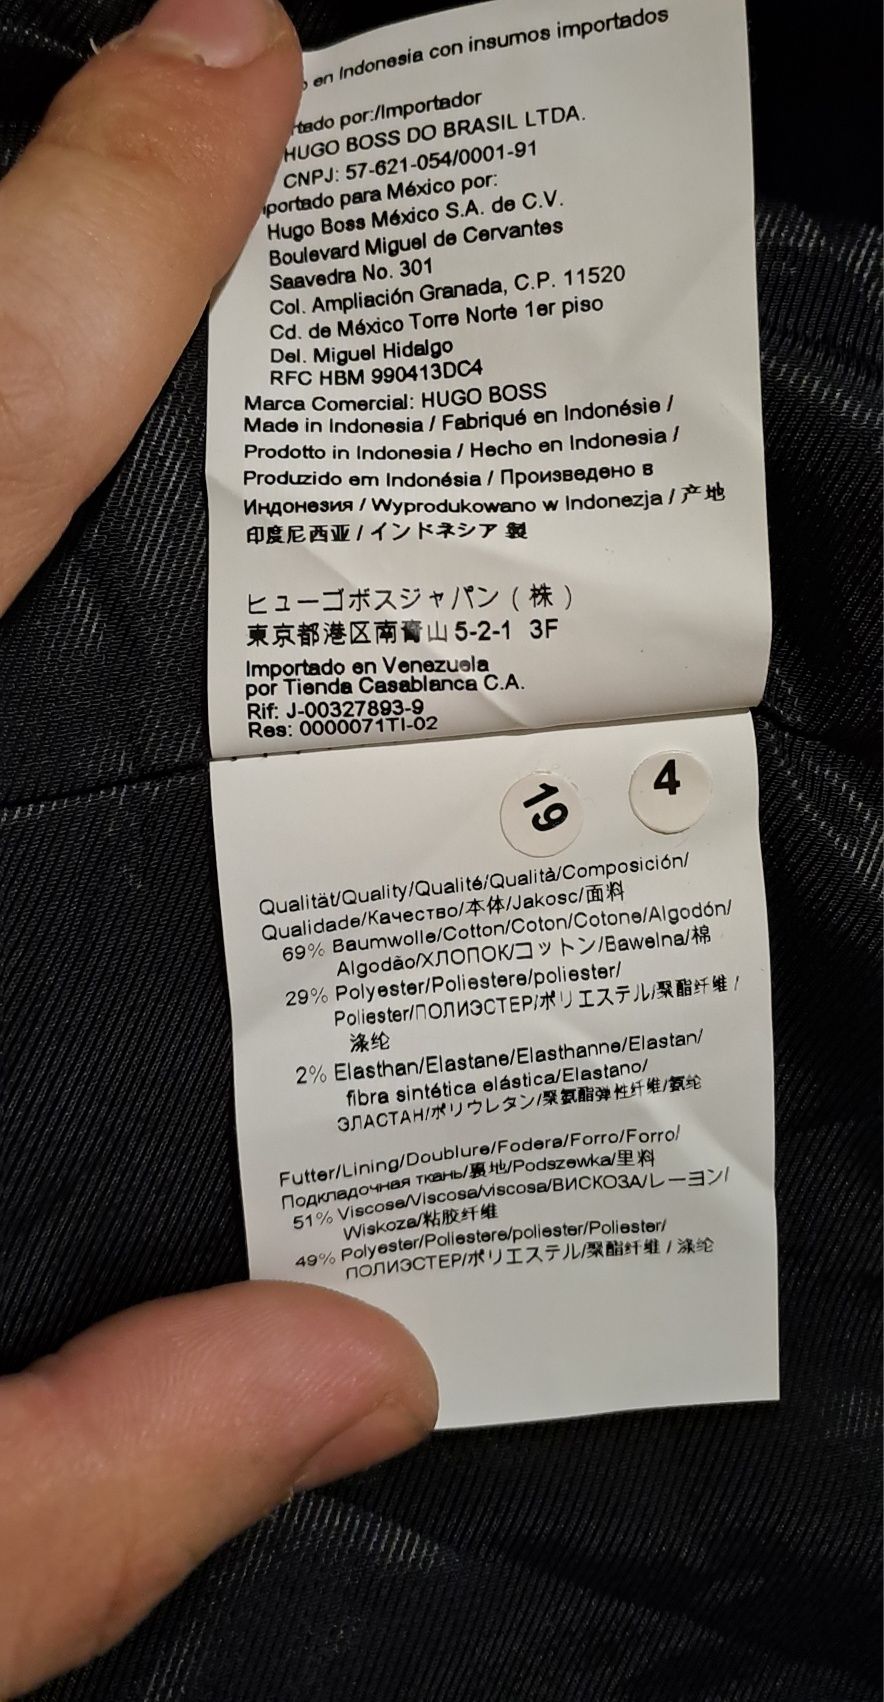 en Indonesia con insumos importados
tado por:/Importador
HUGO BOSS DO BRASIL LTDA.
CNPJ: 57-621-054/0001-91
portado para México por:
Hugo Boss México S.A. de C.V.
Boulevard Miguel de Cervantes
Saavedra No. 301
Col. Ampliación Granada, C.P. 11520
Cd. de México Torre Norte 1er piso
Del. Miguel Hidalgo
RFC HBM 990413DC4
Marca Comercial: HUGO BOSS
Made in Indonesia / Fabriqué en Indonésie /
Prodotto in Indonesia / Hecho en Indonesia /
Produzido em Indonésia / Произведено в
Индонезия / Wyprodukowano w Indonezja / 产地
印度尼西亚 / インドネシア 製
ヒューゴボスジャパン ( 株 )
東京都港区南青山 5-2-1 3F
Importado en Venezuela
por Tienda Casablanca C.A.
Rif: J-00327893-9
Res: 0000071TI-02
19
4
Qualität/Quality/Qualité/Qualità/Composición/
Qualidade/Качество/本体/Jakosc/面料
69% Baumwolle/Cotton/Coton/Cotone/Algodón/
Algodão/ХЛОПОК/コットン/Bawelna/棉
29% Polyester/Poliestere/poliester/
Poliester/ПОЛИЭСТЕР/ポリエステル/聚酯纤维 /
涤纶
2% Elasthan/Elastane/Elasthanne/Elastan/
fibra sintética elástica/Elastano/
ЭЛАСТАН/ポリウレタン/聚氨酯弹性纤维/氨纶
Futter/Lining/Doublure/Fodera/Forro/Forro/
Подкладочная ткань/裏地/Podszewka/里料
51% Viscose/Viscosa/viscosa/ВИСКОЗА/レーヨン/
Wiskoza/粘胶纤维
49% Polyester/Poliestere/poliester/Poliester/
ПОЛИЭСТЕР/ポリエステル/聚酯纤维 / 涤纶